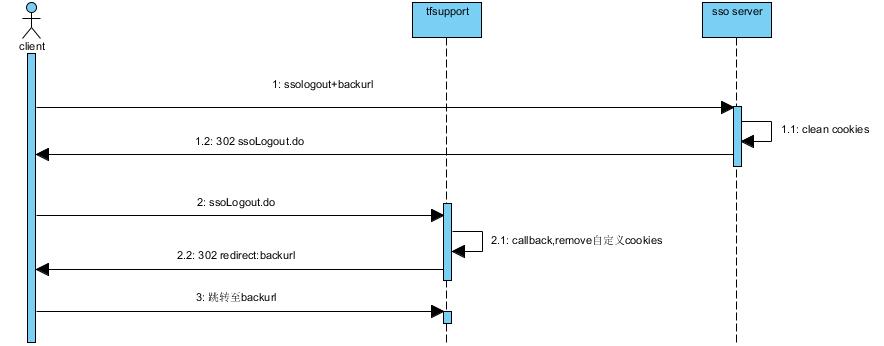 client
tfsupport
sso server
1: ssologout+backurl
1.1: clean cookies
1.2: 302 ssoLogout.do
2: ssoLogout.do
2.1: callback,remove自定义cookies
2.2: 302 redirect:backurl
3: 跳转至backurl